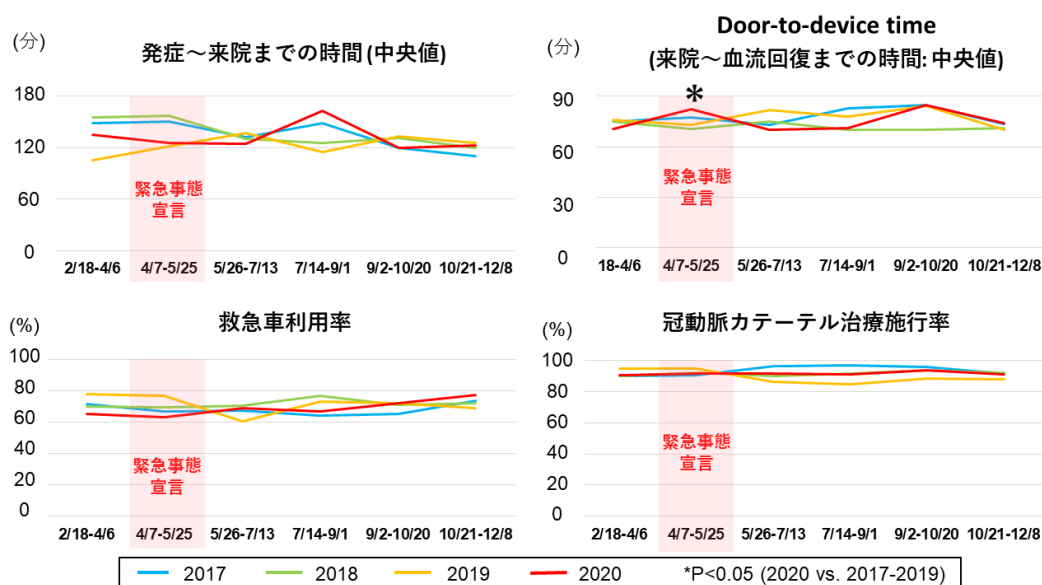 発症～来院までの時間(中央値)
(分)
180
120
60
0
緊急事態
宣言
2/18-4/6 4/7-5/25 5/26-7/13 7/14-9/1 9/2-10/20 10/21-12/8
Door-to-device time
(来院～血流回復までの時間: 中央値)
(分)
*
90
60
30
0
緊急事態
宣言
18-4/6 4/7-5/25 5/26-7/13 7/14-9/1 9/2-10/20 10/21-12/8
救急車利用率
(%)
100
80
60
40
20
0
緊急事態
宣言
2/18-4/6 4/7-5/25 5/26-7/13 7/14-9/1 9/2-10/20 10/21-12/8
冠動脈カテーテル治療施行率
(%)
100
80
60
40
20
0
緊急事態
宣言
2/18-4/6 4/7-5/25 5/26-7/13 7/14-9/1 9/2-10/20 10/21-12/8
2017 2018 2019 2020 *P<0.05 (2020 vs. 2017-2019)